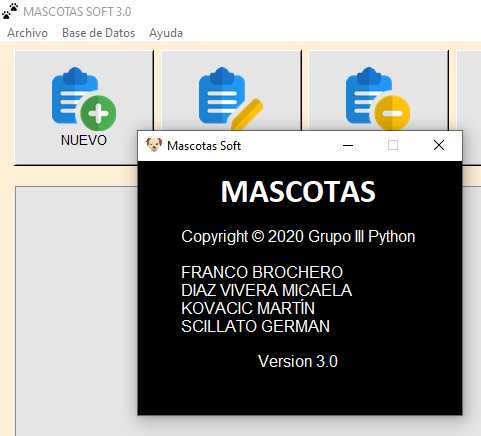 MASCOTAS SOFT 3.0
Archivo Base de Datos Ayuda
NUEVO
Mascotas Soft
MASCOTAS
Copyright © 2020 Grupo III Python
FRANCO BROCHERO
DIAZ VIVERA MICAELA
KOVACIC MARTÍN
SCILLATO GERMAN
Version 3.0